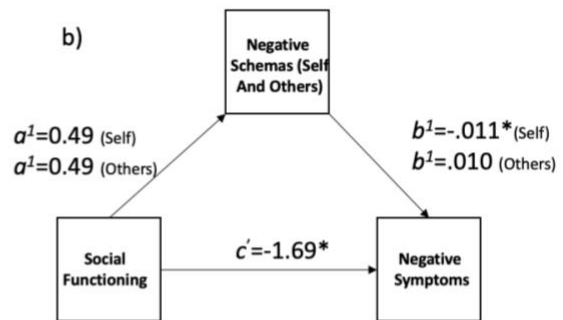 b)
Negative
Schemas (Self
And Others)
a¹=0.49 (Self)
a¹=0.49 (Others)
b¹=-.011*(Self)
b¹=.010 (Others)
c′=-1.69*
Social
Functioning
Negative
Symptoms